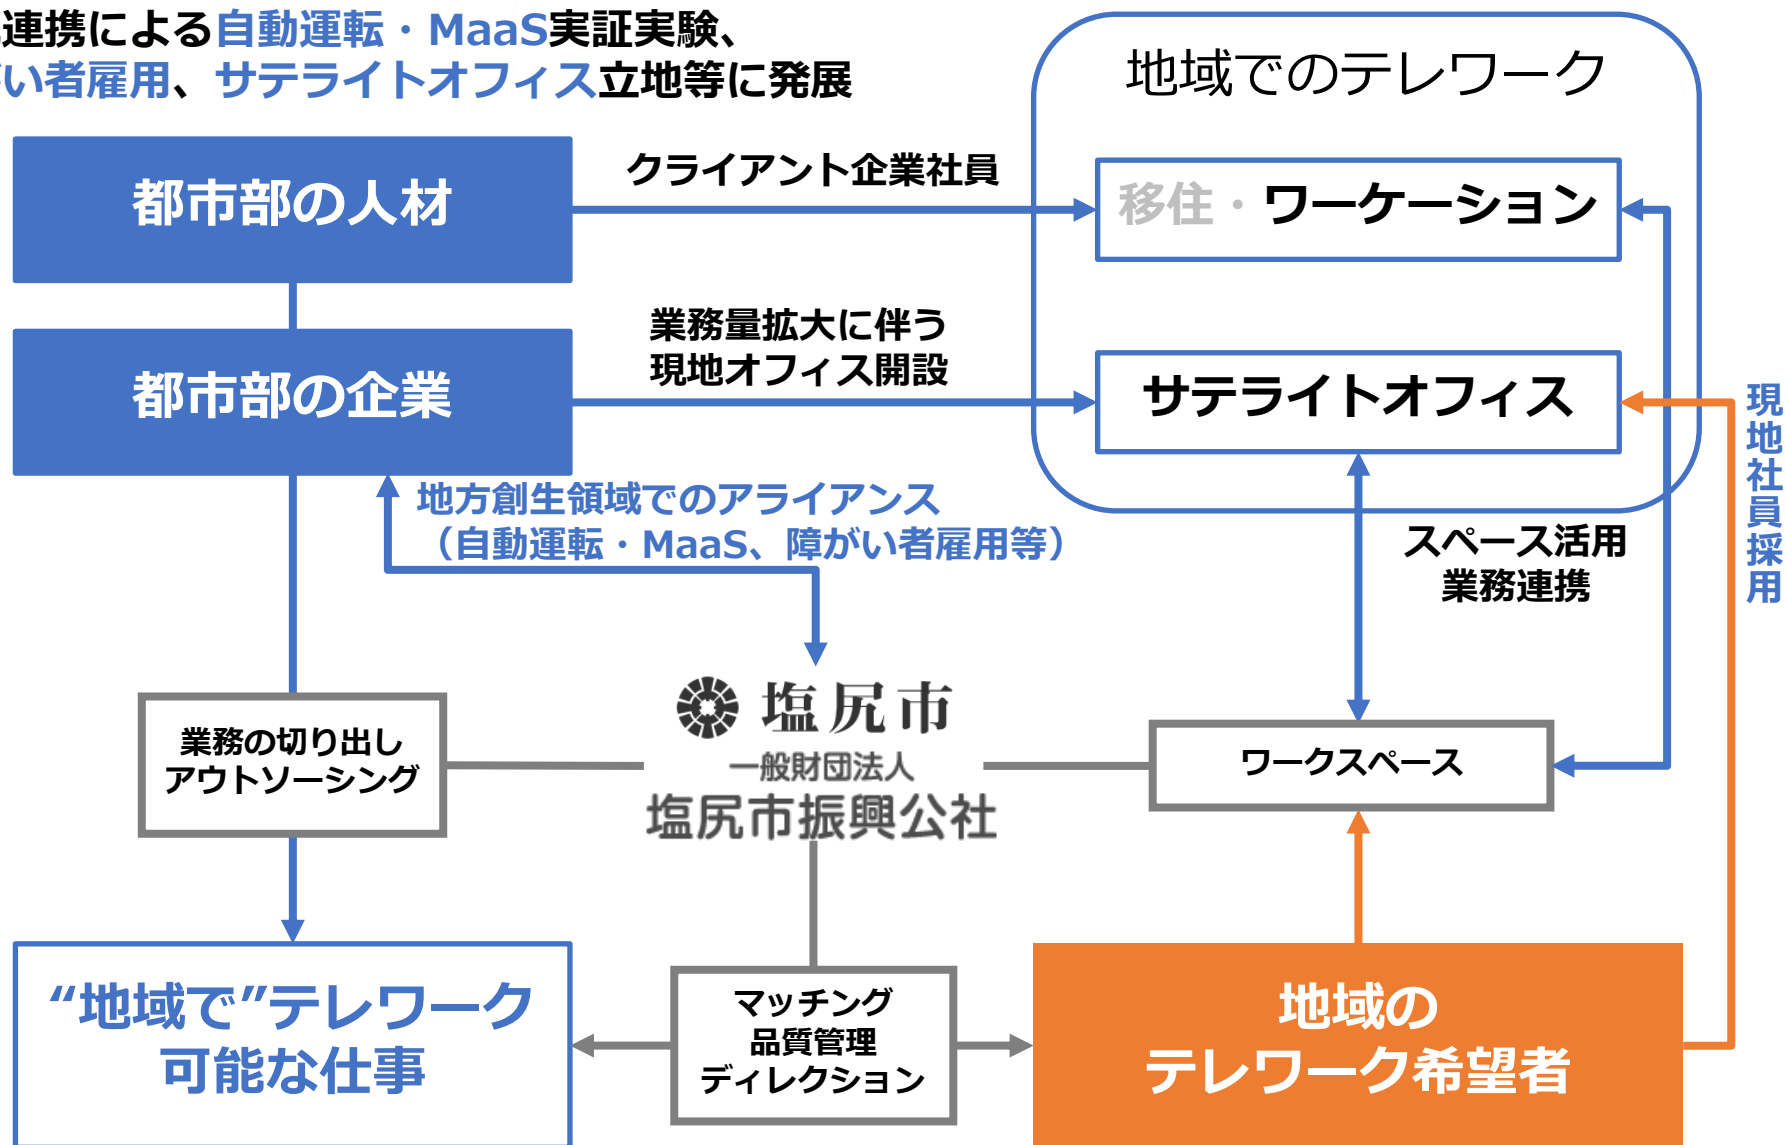 連携による自動運転・MaaS実証実験、
い者雇用、サテライトオフィス立地等に発展
地域でのテレワーク
都市部の人材
クライアント企業社員
移住・ワーケーション
都市部の企業
業務量拡大に伴う
現地オフィス開設
サテライトオフィス
現地社員採用
地方創生領域でのアライアンス
（自動運転・MaaS、障がい者雇用等）
スペース活用
業務連携
業務の切り出し
アウトソーシング
塩尻市
一般財団法人
塩尻市振興公社
ワークスペース
“地域で”テレワーク
可能な仕事
マッチング
品質管理
ディレクション
地域の
テレワーク希望者